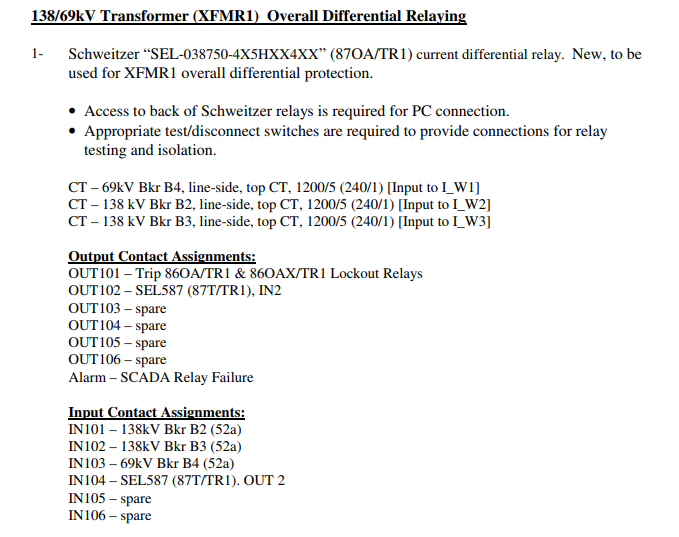 138/69kV Transformer (XFMR1)  Overall Differential Relaying
1- Schweitzer “SEL-038750-4X5HXX4XX” (87OA/TR1) current differential relay.  New, to be
used for XFMR1 overall differential protection.
• Access to back of Schweitzer relays is required for PC connection.
• Appropriate test/disconnect switches are required to provide connections for relay
testing and isolation.
CT – 69kV Bkr B4, line-side, top CT, 1200/5 (240/1) [Input to I_W1]
CT – 138 kV Bkr B2, line-side, top CT, 1200/5 (240/1) [Input to I_W2]
CT – 138 kV Bkr B3, line-side, top CT, 1200/5 (240/1) [Input to I_W3]
Output Contact Assignments:
OUT101 – Trip 86OA/TR1 & 86OAX/TR1 Lockout Relays
OUT102 – SEL587 (87T/TR1), IN2
OUT103 – spare
OUT104 – spare
OUT105 – spare
OUT106 – spare
Alarm – SCADA Relay Failure
Input Contact Assignments:
IN101 – 138kV Bkr B2 (52a)
IN102 – 138kV Bkr B3 (52a)
IN103 – 69kV Bkr B4 (52a)
IN104 – SEL587 (87T/TR1). OUT 2
IN105 – spare
IN106 – spare